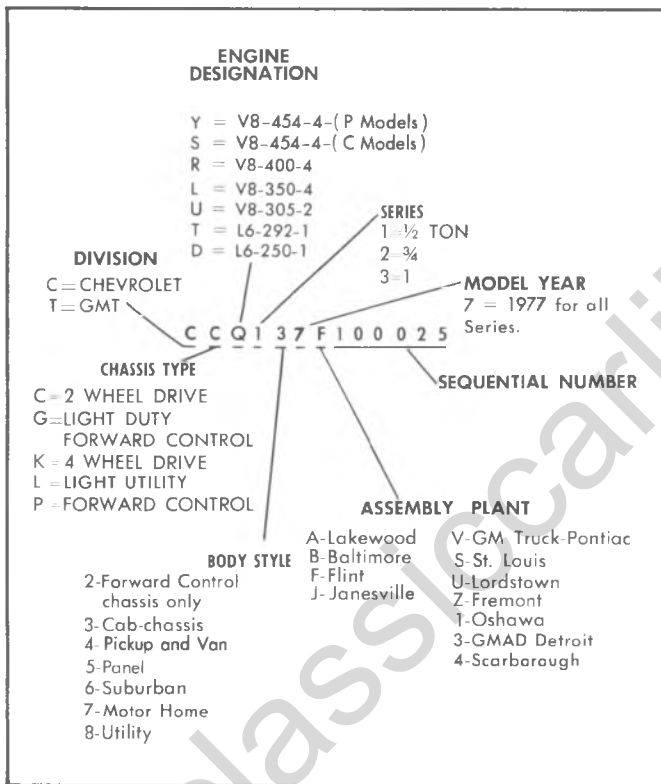 ENGINE
DESIGNATION
Y = V8-454-4-( P Models )
S = V8-454-4-( C Models )
R = V8-400-4
L = V8-350-4
U = V8-305-2
T = L6-292-1
D = L6-250-1
SERIES
1=½ TON
2=¾
3=1
DIVISION
C=CHEVROLET
T=GMT
MODEL YEAR
7 = 1977 for all
Series.
C C Q 1 3 7 F 1 0 0 0 2 5
SEQUENTIAL NUMBER
CHASSIS TYPE
C=2 WHEEL DRIVE
G=LIGHT DUTY
FORWARD CONTROL
K = 4 WHEEL DRIVE
L = LIGHT UTILITY
P = FORWARD CONTROL
BODY STYLE
2-Forward Control
chassis only
3-Cab-chassis
4-Pickup and Van
5-Panel
6-Suburban
7-Motor Home
8-Utility
ASSEMBLY PLANT
A-Lakewood
B-Baltimore
F-Flint
J-Janesville
V-GM Truck-Pontiac
S-St. Louis
U-Lordstown
Z-Fremont
1-Oshawa
3-GMAD Detroit
4-Scarbaraugh
classiccarli